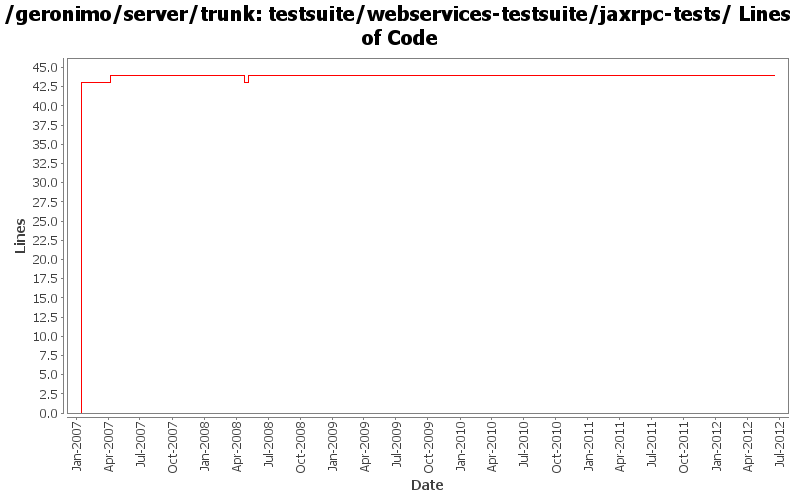 /geronimo/server/trunk: testsuite/webservices-testsuite/jaxrpc-tests/ Lines
of Code
45.0
42.5
40.0
37.5
35.0
32.5
30.0
27.5
25.0
22.5
20.0
17.5
15.0
12.5
10.0
7.5
5.0
2.5
0.0
Lines
Jan-2007
Apr-2007
Jul-2007
Oct-2007
Jan-2008
Apr-2008
Jul-2008
Oct-2008
Jan-2009
Apr-2009
Jul-2009
Oct-2009
Jan-2010
Apr-2010
Jul-2010
Oct-2010
Jan-2011
Apr-2011
Jul-2011
Oct-2011
Jan-2012
Apr-2012
Jul-2012
Date